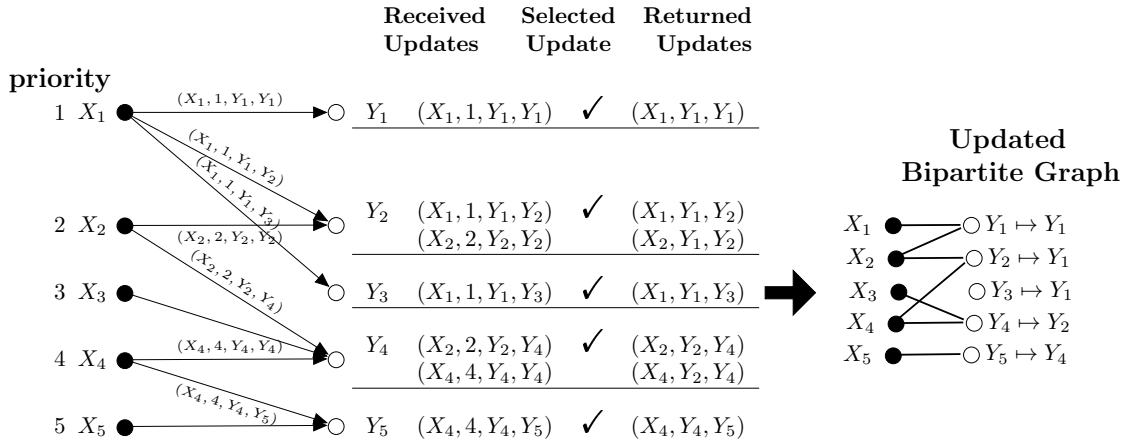 Received Selected Returned
Updates Update Updates
priority
1 X₁ (X₁, 1, Y₁, Y₁) Y₁ (X₁, 1, Y₁, Y₁) ✓ (X₁, Y₁, Y₁)
(X₁, 1, Y₁, Y₂)
(X₁, 1, Y₁, Y₃)
2 X₂ (X₂, 2, Y₂, Y₂) Y₂ (X₁, 1, Y₁, Y₂) ✓ (X₁, Y₁, Y₂)
(X₂, 2, Y₂, Y₂) (X₂, Y₁, Y₂)
(X₂, 2, Y₂, Y₄)
3 X₃ Y₃ (X₁, 1, Y₁, Y₃) ✓ (X₁, Y₁, Y₃)
4 X₄ (X₄, 4, Y₄, Y₄) Y₄ (X₂, 2, Y₂, Y₄) ✓ (X₂, Y₂, Y₄)
(X₄, 4, Y₄, Y₄) (X₄, Y₂, Y₄)
(X₄, 4, Y₄, Y₅)
5 X₅ Y₅ (X₄, 4, Y₄, Y₅) ✓ (X₄, Y₄, Y₅)
Updated
Bipartite Graph
X₁ Y₁ ↦ Y₁
X₂ Y₂ ↦ Y₁
X₃ Y₃ ↦ Y₁
X₄ Y₄ ↦ Y₂
X₅ Y₅ ↦ Y₄